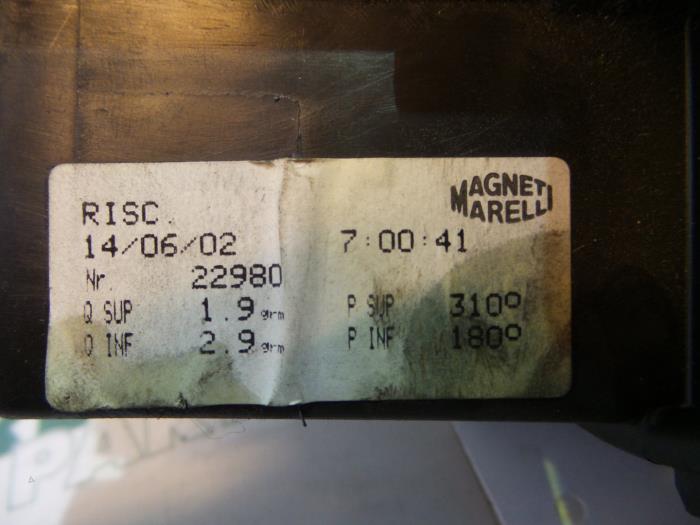 MAGNETI
MARELLI
RISC.
14/06/02 7:00:41
Nr. 22980
Q SUP 1.9 grm P SUP 310°
Q INF 2.9 grm P INF 180°